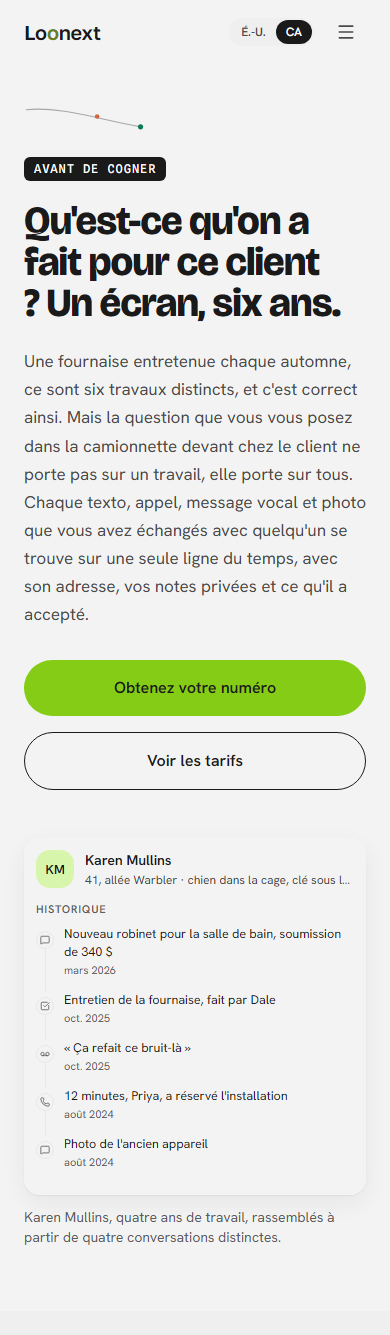 Loonext
É.-U.
CA
AVANT DE COGNER
Qu'est-ce qu'on a
fait pour ce client
? Un écran, six ans.
Une fournaise entretenue chaque automne,
ce sont six travaux distincts, et c'est correct
ainsi. Mais la question que vous vous posez
dans la camionnette devant chez le client ne
porte pas sur un travail, elle porte sur tous.
Chaque texto, appel, message vocal et photo
que vous avez échangés avec quelqu'un se
trouve sur une seule ligne du temps, avec
son adresse, vos notes privées et ce qu'il a
accepté.
Obtenez votre numéro
Voir les tarifs
KM
Karen Mullins
41, allée Warbler · chien dans la cage, clé sous l...
HISTORIQUE
Nouveau robinet pour la salle de bain, soumission
de 340 $
mars 2026
Entretien de la fournaise, fait par Dale
oct. 2025
« Ça refait ce bruit-là »
oct. 2025
12 minutes, Priya, a réservé l'installation
août 2024
Photo de l'ancien appareil
août 2024
Karen Mullins, quatre ans de travail, rassemblés à
partir de quatre conversations distinctes.